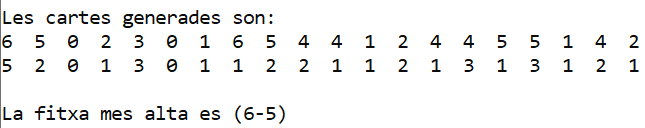 Les cartes generades son:
6 5 0 2 3 0 1 6 5 4 4 1 2 4 4 5 5 1 4 2
5 2 0 1 3 0 1 1 2 2 1 1 2 1 3 1 3 1 2 1
La fitxa mes alta es (6-5)